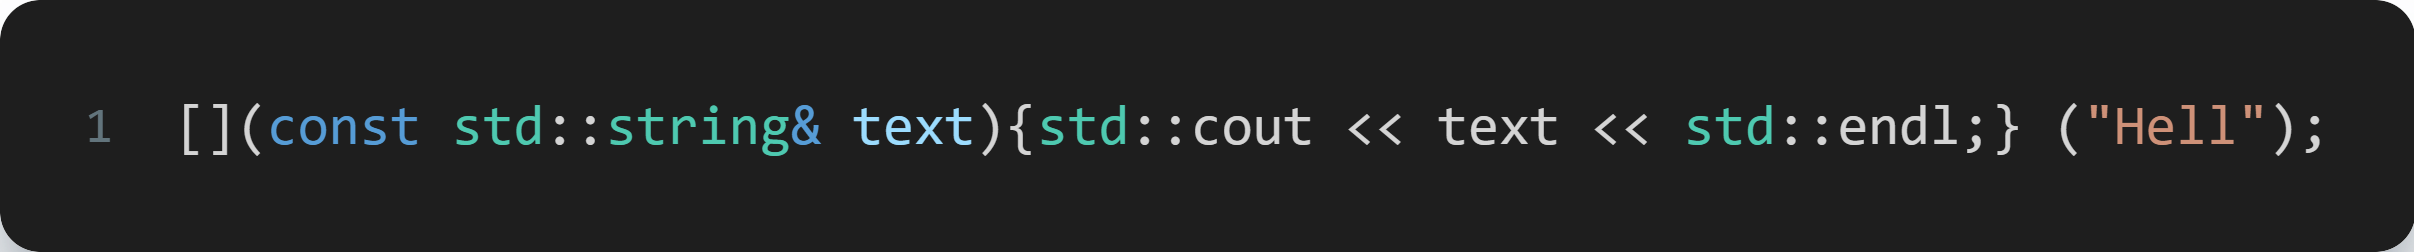 1 [](const std::string& text){std::cout << text << std::endl;} ("Hell");